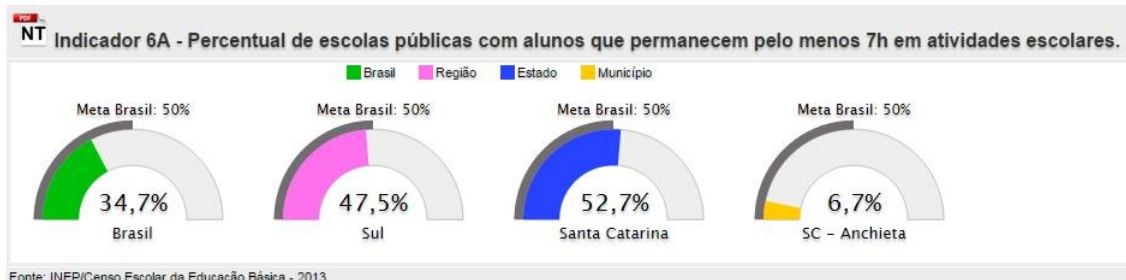 PDF
NT Indicador 6A - Percentual de escolas públicas com alunos que permanecem pelo menos 7h em atividades escolares.
Brasil Região Estado Município
Meta Brasil: 50% Meta Brasil: 50% Meta Brasil: 50% Meta Brasil: 50%
34,7% 47,5% 52,7% 6,7%
Brasil Sul Santa Catarina SC - Anchieta
Fonte: INEP/Censo Escolar da Educação Básica - 2013